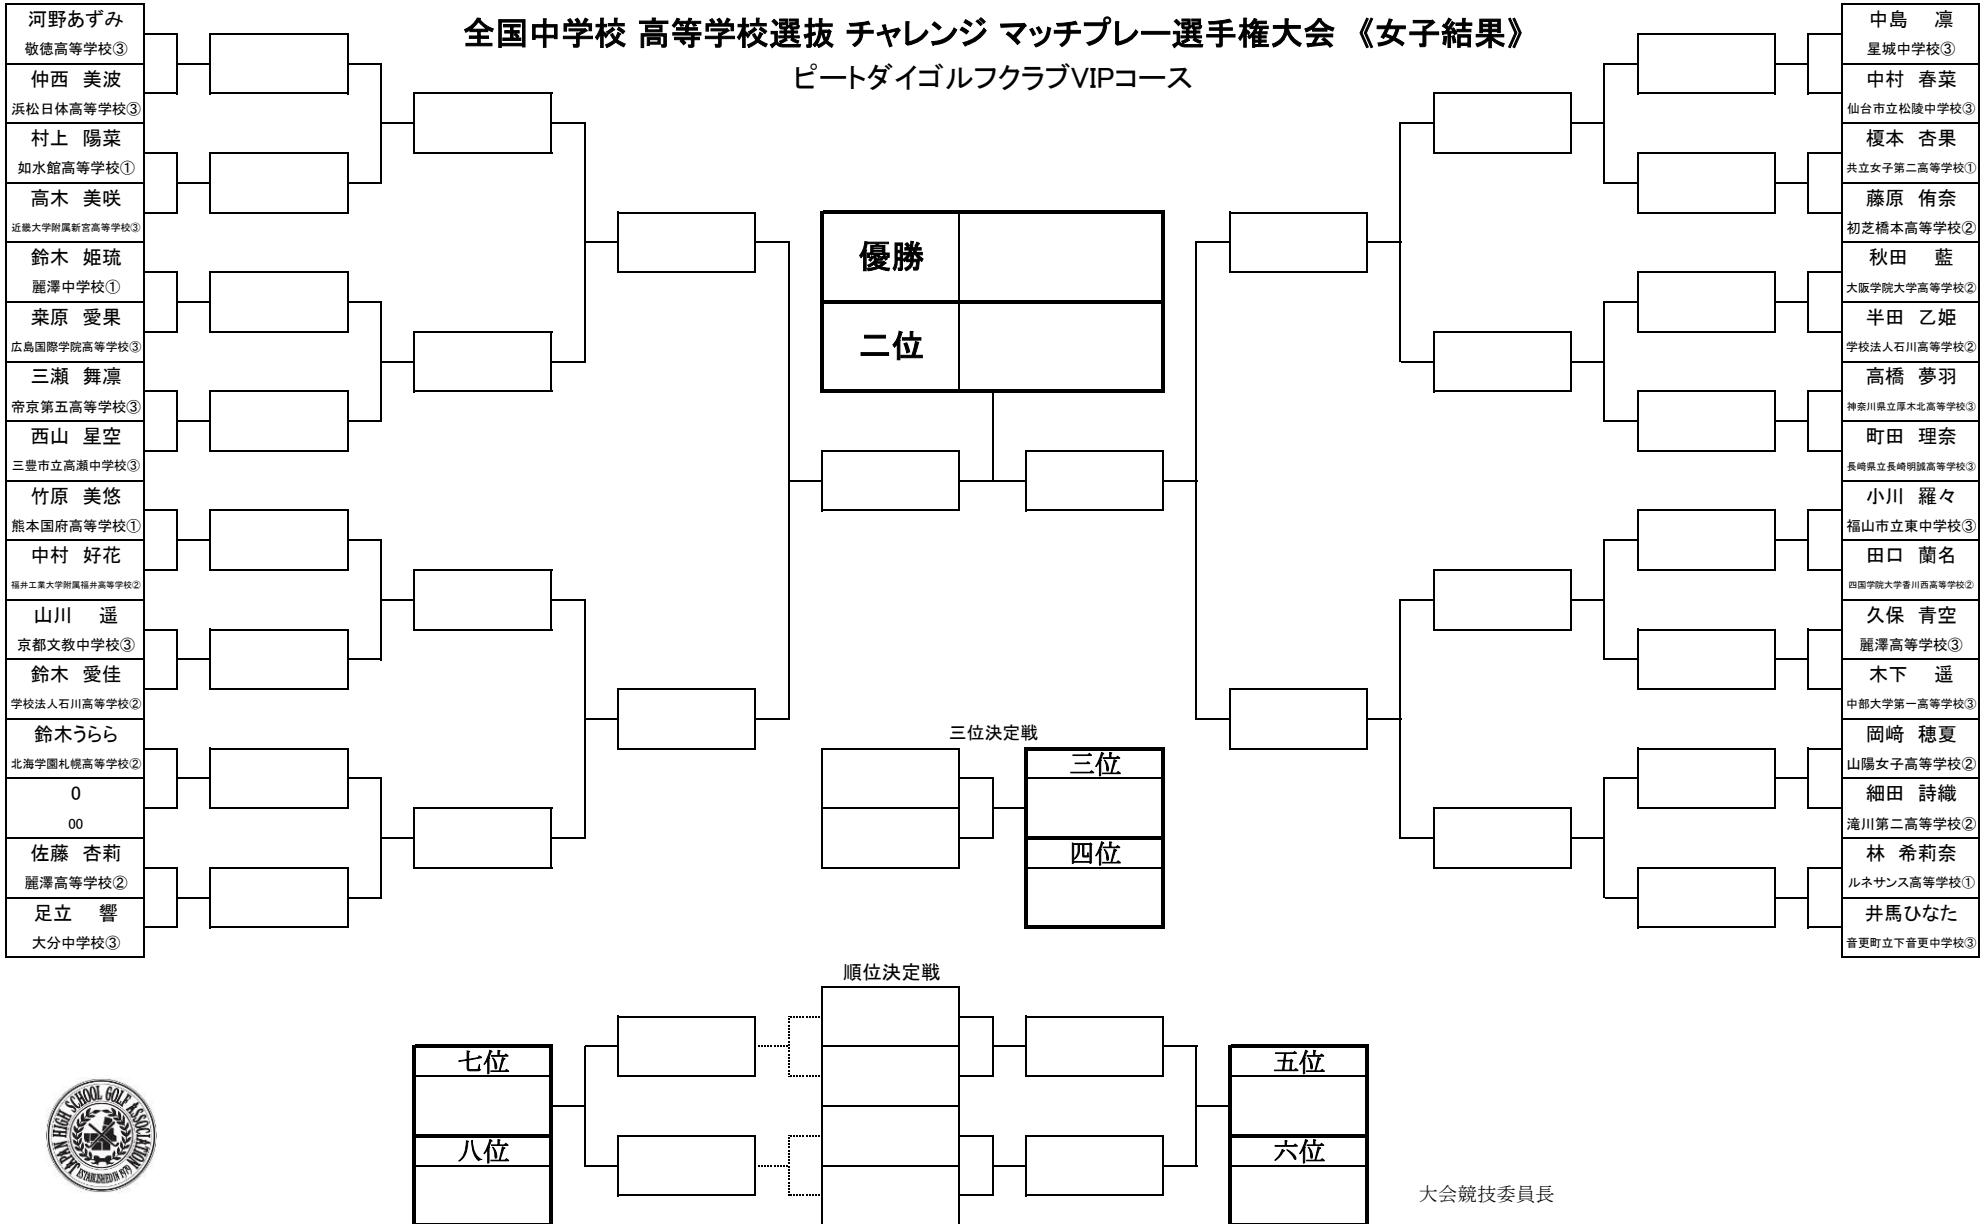 全国中学校 高等学校選抜 チャレンジ マッチプレー選手権大会 《女子結果》
ピートダイゴルフクラブVIPコース
河野あずみ
敬徳高等学校③
仲西 美波
浜松日体高等学校③
村上 陽菜
如水館高等学校①
高木 美咲
近畿大学附属新宮高等学校③
鈴木 姫琉
麗澤中学校①
桒原 愛果
広島国際学院高等学校③
三瀬 舞凛
帝京第五高等学校③
西山 星空
三豊市立高瀬中学校③
竹原 美悠
熊本国府高等学校①
中村 好花
福井工業大学附属福井高等学校②
山川 遥
京都文教中学校③
鈴木 愛佳
学校法人石川高等学校②
鈴木うらら
北海学園札幌高等学校②
0
00
佐藤 杏莉
麗澤高等学校②
足立 響
大分中学校③
優勝
二位
三位決定戦
三位
四位
順位決定戦
七位
八位
五位
六位
中島 凛
星城中学校③
中村 春菜
仙台市立松陵中学校③
榎本 杏果
共立女子第二高等学校①
藤原 侑奈
初芝橋本高等学校②
秋田 藍
大阪学院大学高等学校②
半田 乙姫
学校法人石川高等学校②
高橋 夢羽
神奈川県立厚木北高等学校③
町田 理奈
長崎県立長崎明誠高等学校③
小川 羅々
福山市立東中学校③
田口 蘭名
四国学院大学香川西高等学校②
久保 青空
麗澤高等学校③
木下 遥
中部大学第一高等学校③
岡﨑 穂夏
山陽女子高等学校②
細田 詩織
滝川第二高等学校②
林 希莉奈
ルネサンス高等学校①
井馬ひなた
音更町立下音更中学校③
JAPAN HIGH SCHOOL GOLF ASSOCIATION
ESTABLISHED IN 1979
大会競技委員長